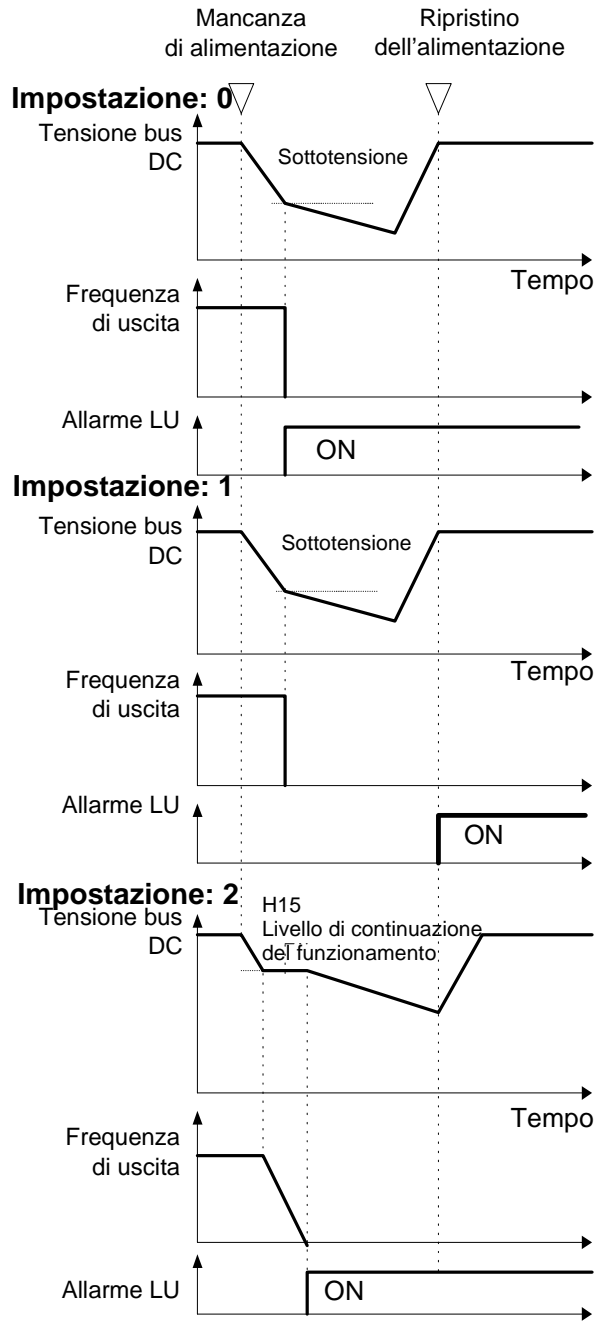 Mancanza
di alimentazione
Ripristino
dell'alimentazione
Impostazione: 0
Tensione bus
DC
Sottotensione
Tempo
Frequenza
di uscita
Allarme LU
ON
Impostazione: 1
Tensione bus
DC
Sottotensione
Tempo
Frequenza
di uscita
Allarme LU
ON
Impostazione: 2
Tensione bus
DC
H15
Livello di continuazione
del funzionamento
Tempo
Frequenza
di uscita
Allarme LU
ON